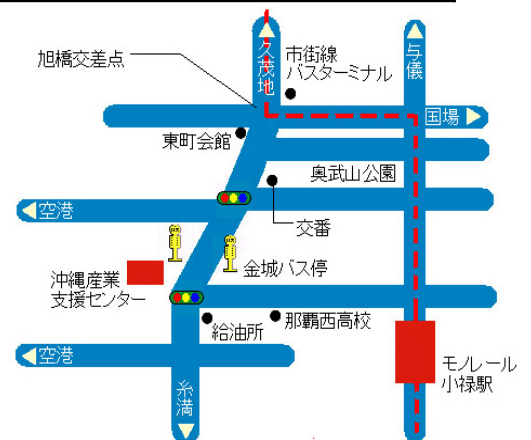 久茂地
市街線
バスターミナル
与儀
旭橋交差点
国場
東町会館
奥武山公園
空港
交番
金城バス停
沖縄産業
支援センター
給油所
那覇西高校
空港
モノレール
小禄駅
糸満